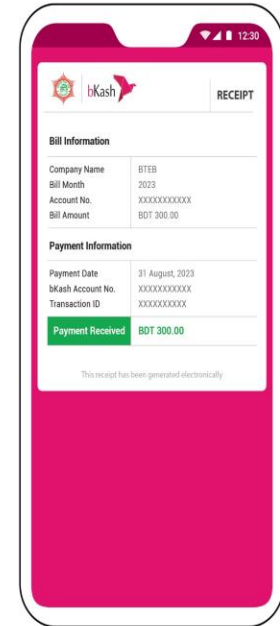 12:30
bKash
RECEIPT
Bill Information
Company Name BTEB
Bill Month 2023
Account No. XXXXXXXXXXX
Bill Amount BDT 300.00
Payment Information
Payment Date 31 August, 2023
bKash Account No. XXXXXXXXXXX
Transaction ID XXXXXXXXXX
Payment Received BDT 300.00
This receipt has been generated electronically